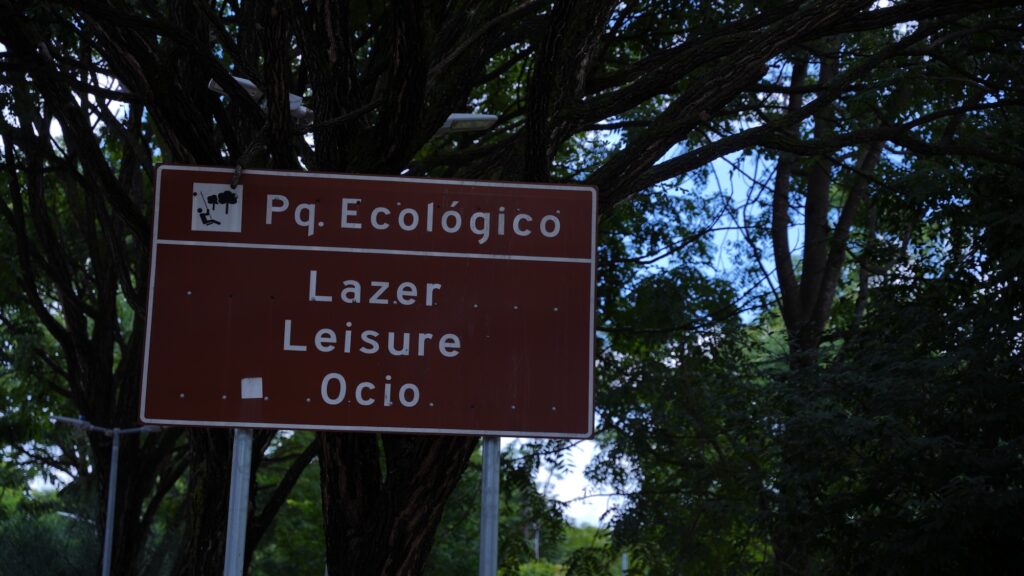 Pq. Ecológico
Lazer
Leisure
Ocio